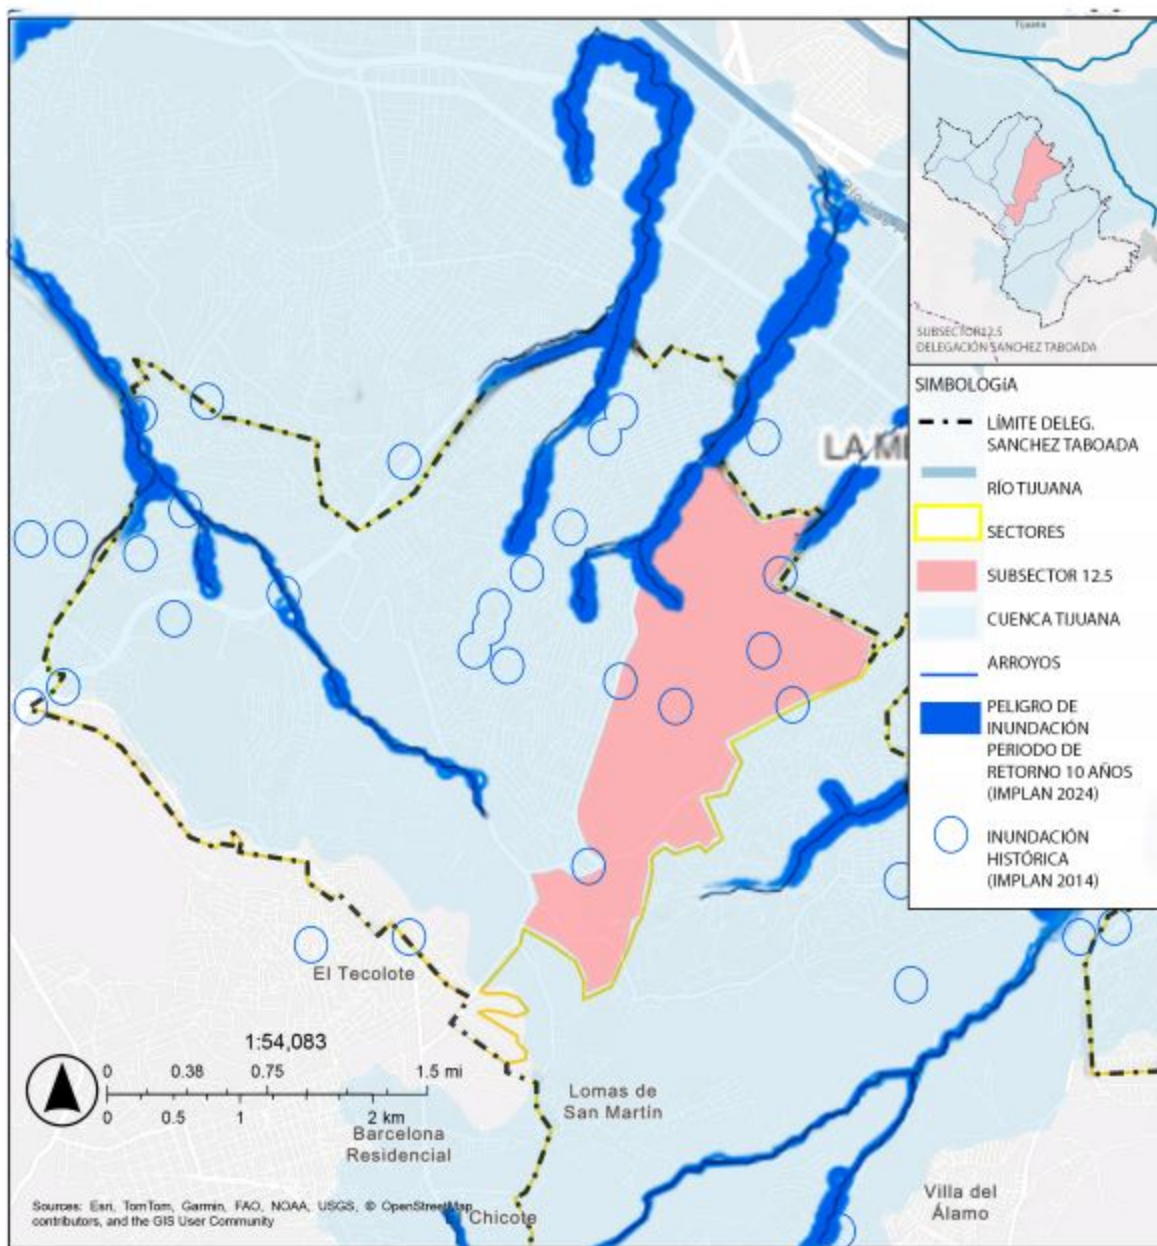 Tijuana
SUBSECTOR12.5
DELEGACIÓN SANCHEZ TABOADA
SIMBOLOGíA
LÍMITE DELEG.
SANCHEZ TABOADA
RÍO TIJUANA
SECTORES
SUBSECTOR 12.5
CUENCA TIJUANA
ARROYOS
PELIGRO DE
INUNDACIÓN
PERIODO DE
RETORNO 10 AÑOS
(IMPLAN 2024)
INUNDACIÓN
HISTÓRICA
(IMPLAN 2014)
LA ME
El Tecolote
1:54,083
0 0.38 0.75 1.5 mi
0 0.5 1 2 km
Lomas de
San Martín
Barcelona
Residencial
Villa del
Álamo
El Chicote
Sources: Esri, TomTom, Garmin, FAO, NOAA, USGS, © OpenStreetMap
contributors, and the GIS User Community